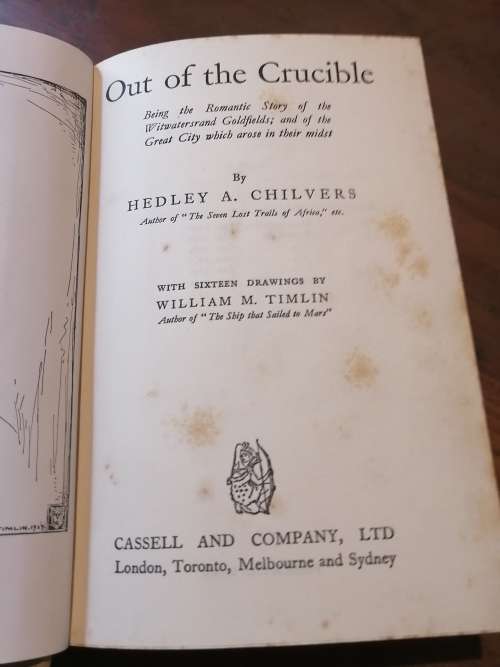 Out of the Crucible
Being the Romantic Story of the
Witwatersrand Goldfields; and of the
Great City which arose in their midst
By
HEDLEY A. CHILVERS
Author of "The Seven Lost Trails of Africa," etc.
WITH SIXTEEN DRAWINGS BY
WILLIAM M. TIMLIN
Author of "The Ship that Sailed to Mars"
CASSELL AND COMPANY, LTD
London, Toronto, Melbourne and Sydney
TIMLIN